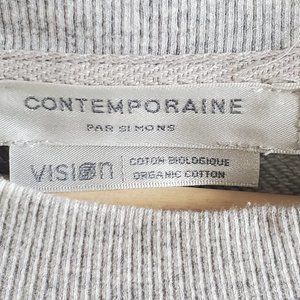 CONTEMPORAINE
PAR SIMONS
VISION
COTON BIOLOGIQUE
ORGANIC COTTON